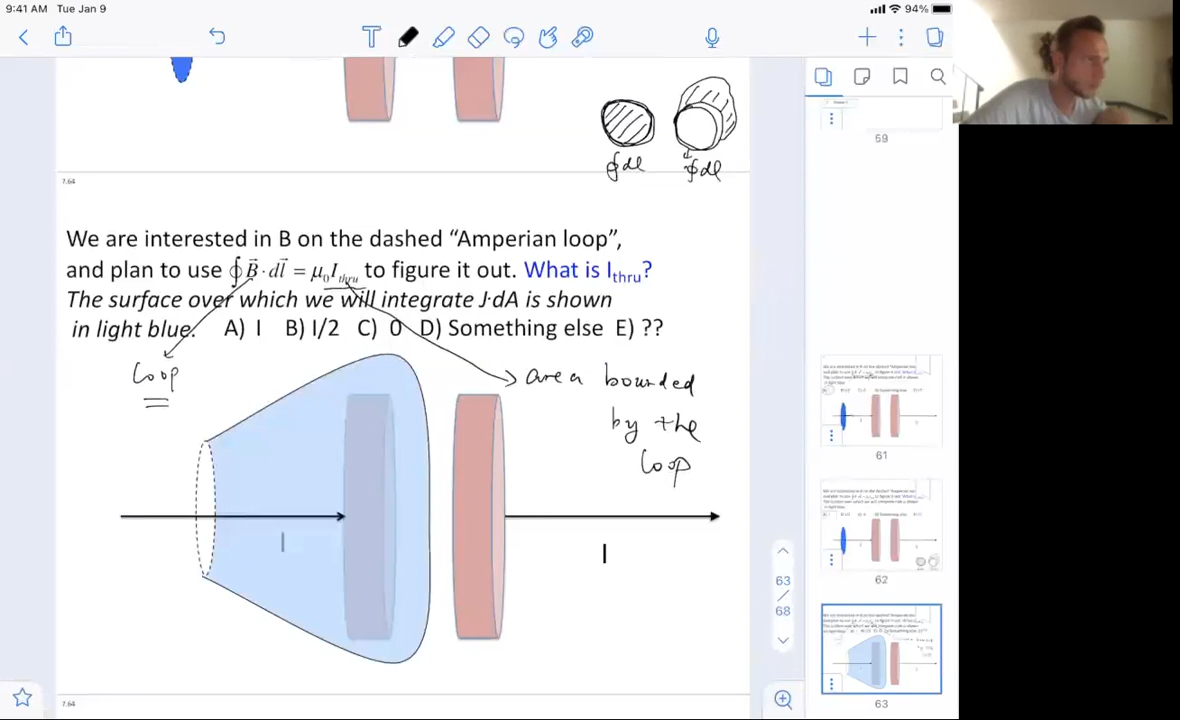 9:41 AM Tue Jan 9
94%
T
∮dl
∮dl
7.64
We are interested in B on the dashed “Amperian loop”,
and plan to use ∮B⃗·dl⃗ = μ₀I_thru to figure it out. What is I_thru?
The surface over which we will integrate J·dA is shown
in light blue. A) I B) I/2 C) 0 D) Something else E) ??
loop
area bounded
by the
loop
I
I
7.64
59
61
62
63
63
/
68